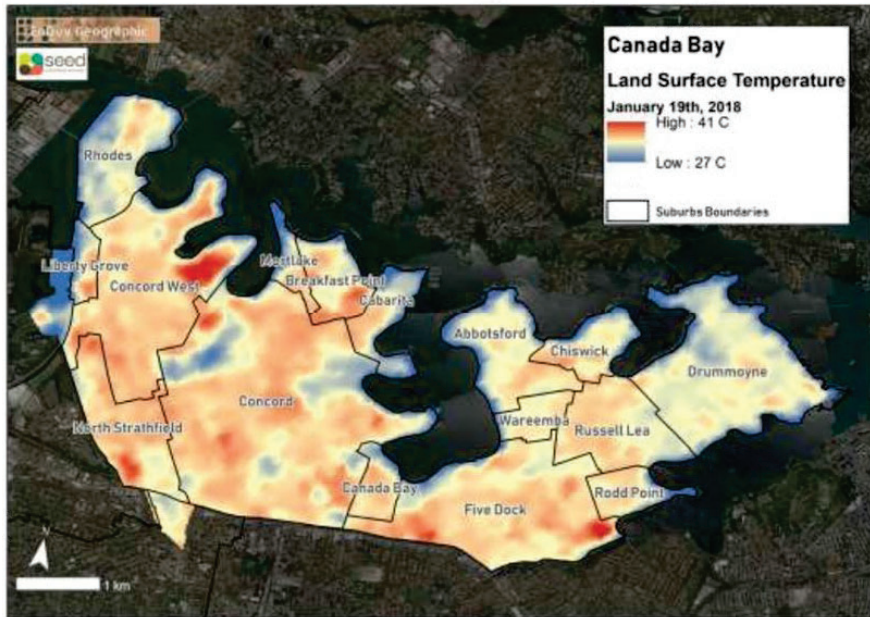 EnDev Geographic
seed
Canada Bay
Land Surface Temperature
January 19th, 2018
High : 41 C
Low : 27 C
Suburbs Boundaries
Rhodes
Liberty Grove
Concord West
Mortlake
Breakfast Point
Cabarita
Abbotsford
Chiswick
Drummoyne
Concord
North Strathfield
Wareemba
Russell Lea
Canada Bay
Five Dock
Rodd Point
N
1 km